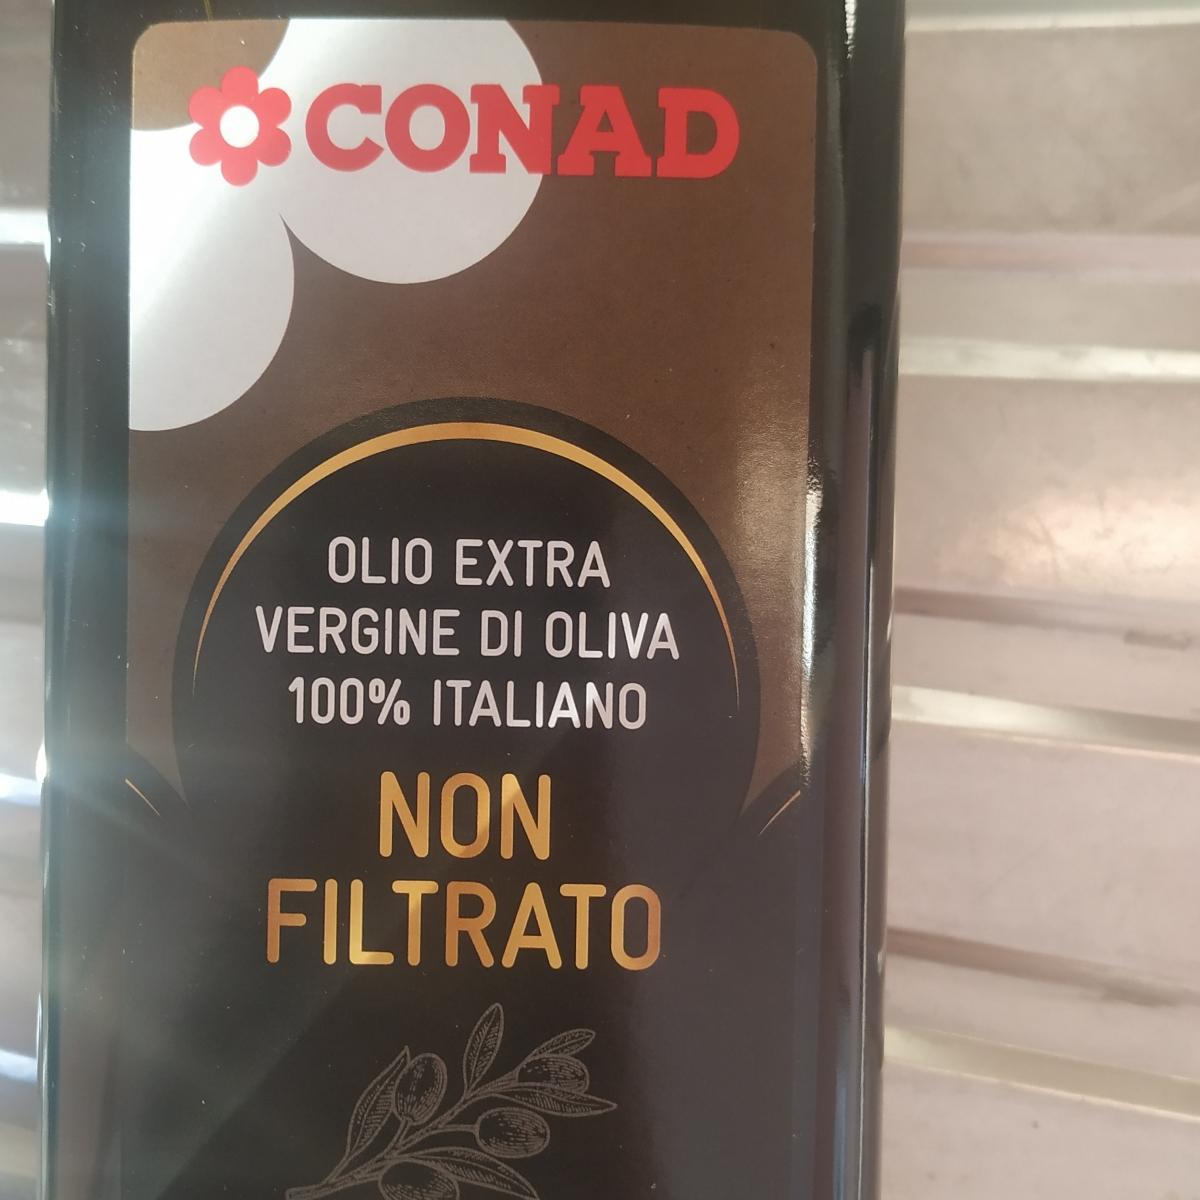 CONAD
OLIO EXTRA
VERGINE DI OLIVA
100% ITALIANO
NON
FILTRATO